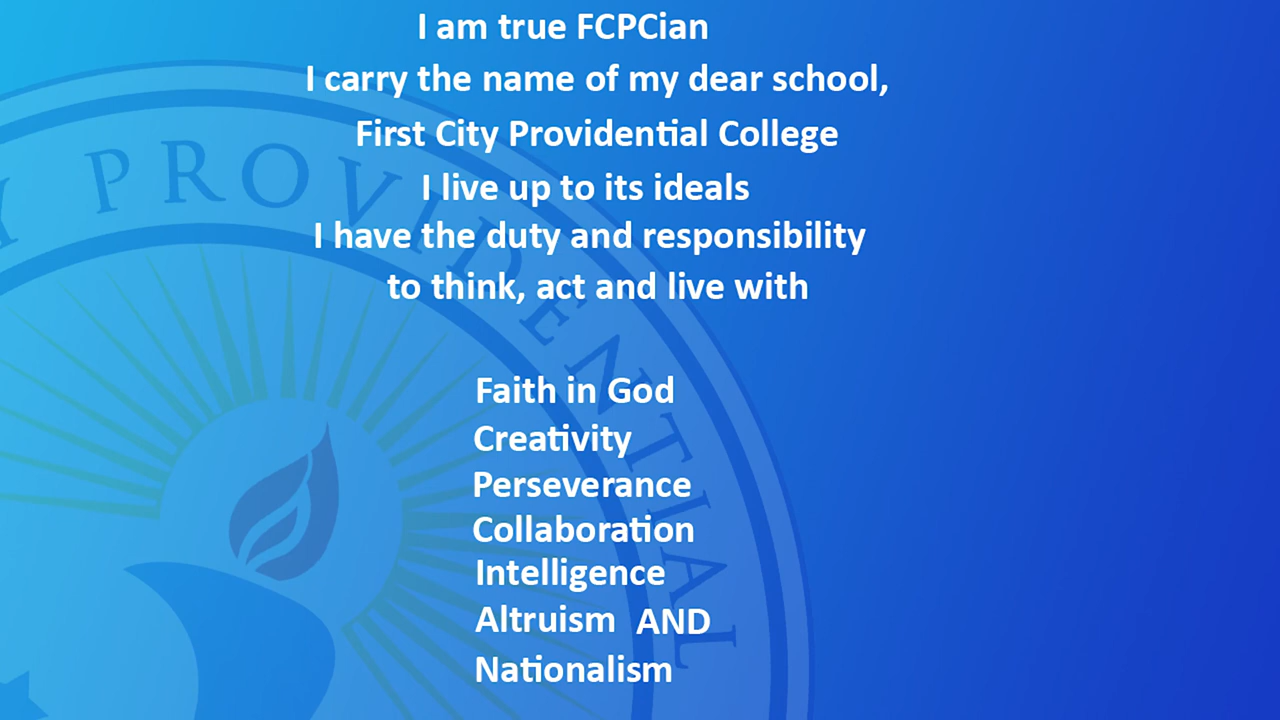 I am true FCPCian
I carry the name of my dear school,
First City Providential College
I live up to its ideals
I have the duty and responsibility
to think, act and live with
Faith in God
Creativity
Perseverance
Collaboration
Intelligence
Altruism AND
Nationalism
Y PROVIDENTIAL